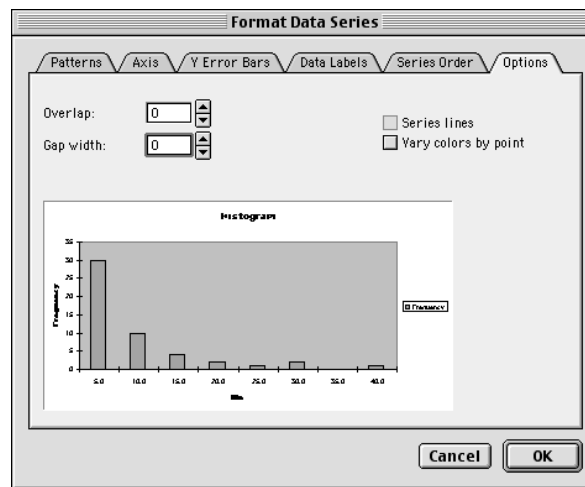 Format Data Series
Patterns Axis Y Error Bars Data Labels Series Order Options
Overlap: 0
Gap width: 0
Series lines
Vary colors by point
Histogram
35
30
25
20
15
10
5
0
Frequency
5.0 10.0 15.0 20.0 25.0 30.0 35.0 40.0
Frequency
Cancel OK